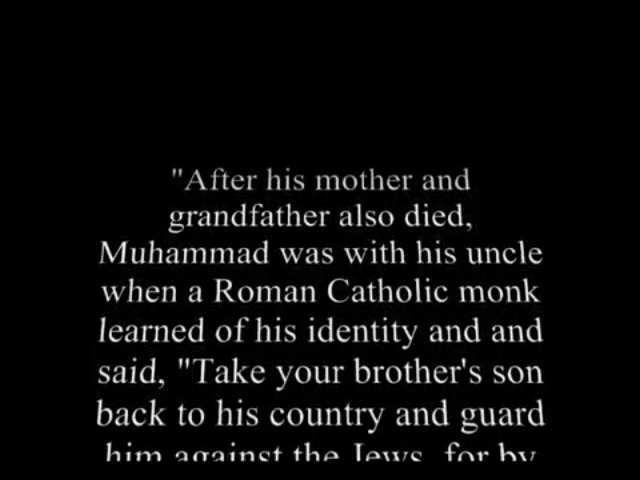 "After his mother and
grandfather also died,
Muhammad was with his uncle
when a Roman Catholic monk
learned of his identity and and
said, "Take your brother's son
back to his country and guard
him against the Jews, for by